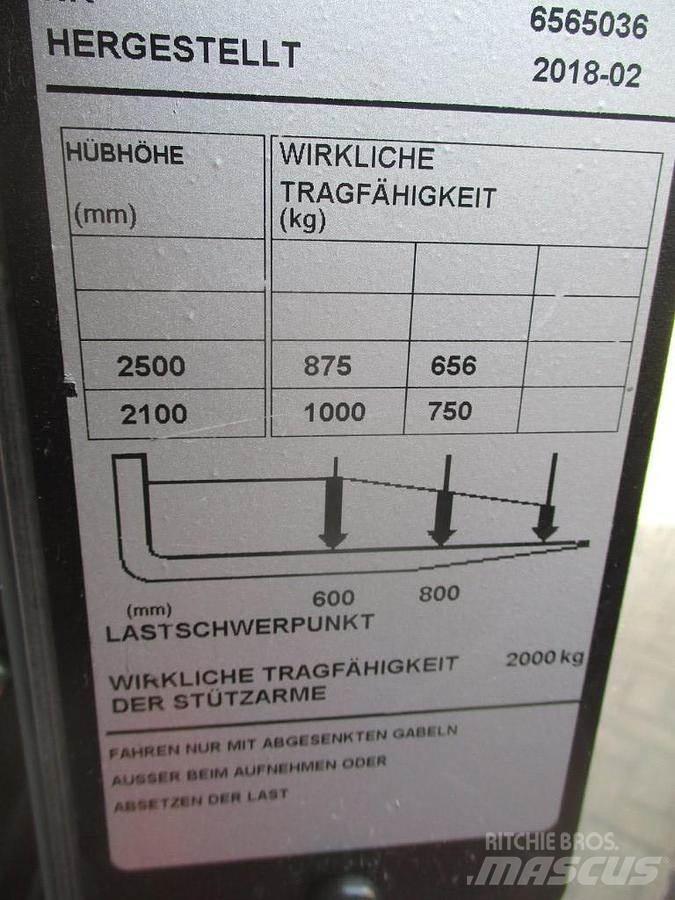 6565036
HERGESTELLT 2018-02
HÜBHÖHE WIRKLICHE
TRAGFÄHIGKEIT
(mm) (kg)
2500 875 656
2100 1000 750
(mm) 600 800
LASTSCHWERPUNKT
WIRKLICHE TRAGFÄHIGKEIT 2000 kg
DER STÜTZARME
FAHREN NUR MIT ABGESENKTEN GABELN
AUSSER BEIM AUFNEHMEN ODER
ABSETZEN DER LAST
RITCHIE BROS.
MASCUS